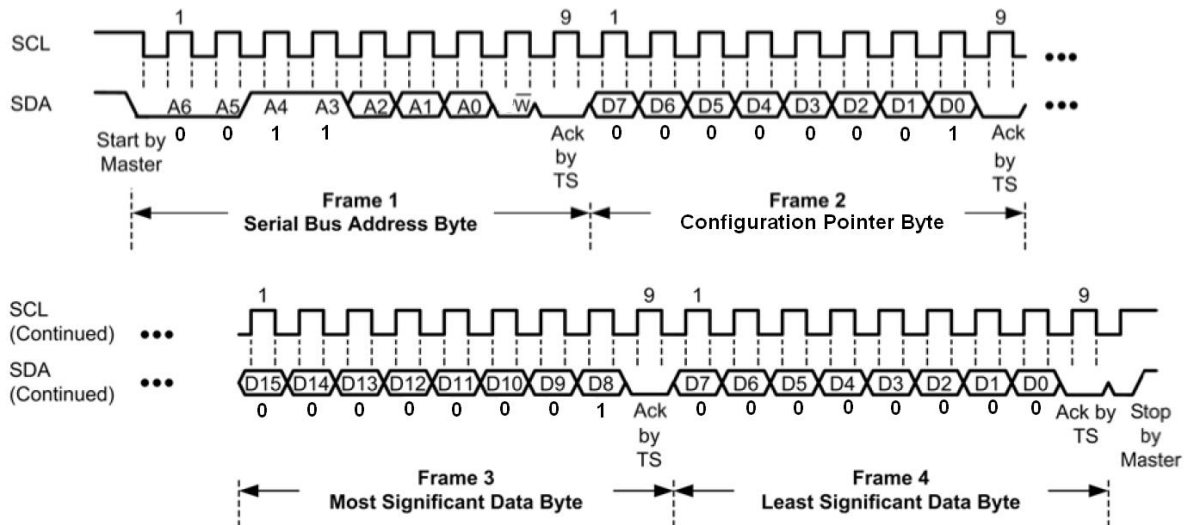 1 9 1 9
SCL
SDA A6 A5 A4 A3 A2 A1 A0 W D7 D6 D5 D4 D3 D2 D1 D0
0 0 1 1 0 0 0 0 0 0 0 1
Start by
Master
Ack
by
TS
Ack
by
TS
Frame 1
Serial Bus Address Byte
Frame 2
Configuration Pointer Byte
1 9 1 9
SCL
(Continued)
SDA
(Continued)
D15 D14 D13 D12 D11 D10 D9 D8 D7 D6 D5 D4 D3 D2 D1 D0
0 0 0 0 0 0 0 1 0 0 0 0 0 0 0 0
Ack
by
TS
Ack by
TS
Stop
by
Master
Frame 3
Most Significant Data Byte
Frame 4
Least Significant Data Byte